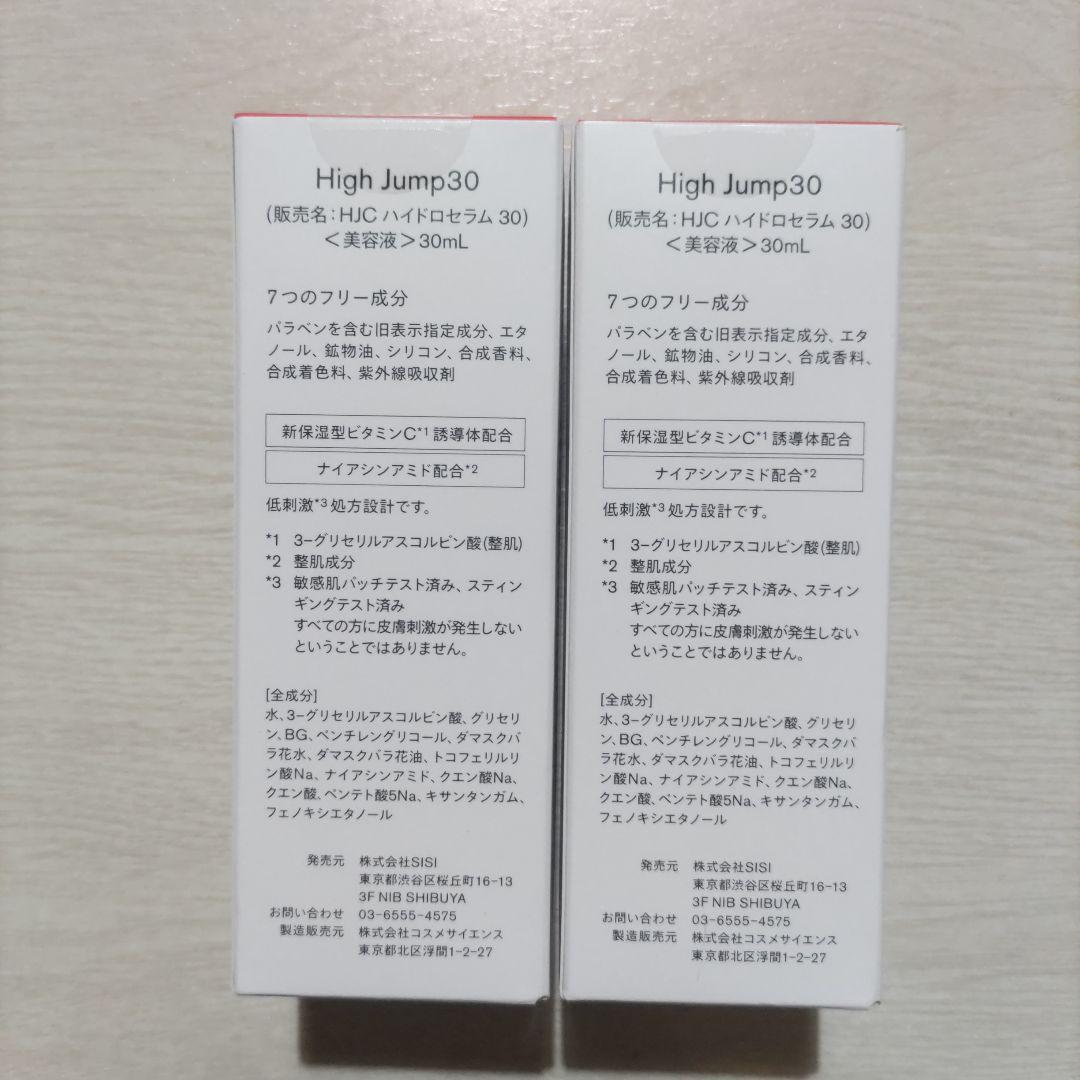 High Jump30
(販売名:HJC ハイドロセラム 30)
<美容液>30mL
7つのフリー成分
パラベンを含む旧表示指定成分、エタ
ノール、鉱物油、シリコン、合成香料、
合成着色料、紫外線吸収剤
新保湿型ビタミンC*1 誘導体配合
ナイアシンアミド配合*2
低刺激*3 処方設計です。
*1 3-グリセリルアスコルビン酸(整肌)
*2 整肌成分
*3 敏感肌パッチテスト済み、スティン
ギングテスト済み
すべての方に皮膚刺激が発生しない
ということではありません。
[全成分]
水、3-グリセリルアスコルビン酸、グリセリ
ン、BG、ペンチレングリコール、ダマスクバ
ラ花水、ダマスクバラ花油、トコフェリルリ
ン酸Na、ナイアシンアミド、クエン酸Na、
クエン酸、ペンテト酸5Na、キサンタンガム、
フェノキシエタノール
発売元 株式会社SISI
東京都渋谷区桜丘町16-13
3F NIB SHIBUYA
お問い合わせ 03-6555-4575
製造販売元 株式会社コスメサイエンス
東京都北区浮間1-2-27
High Jump30
(販売名:HJC ハイドロセラム 30)
<美容液>30mL
7つのフリー成分
パラベンを含む旧表示指定成分、エタ
ノール、鉱物油、シリコン、合成香料、
合成着色料、紫外線吸収剤
新保湿型ビタミンC*1 誘導体配合
ナイアシンアミド配合*2
低刺激*3 処方設計です。
*1 3-グリセリルアスコルビン酸(整肌)
*2 整肌成分
*3 敏感肌パッチテスト済み、スティン
ギングテスト済み
すべての方に皮膚刺激が発生しない
ということではありません。
[全成分]
水、3-グリセリルアスコルビン酸、グリセリ
ン、BG、ペンチレングリコール、ダマスクバ
ラ花水、ダマスクバラ花油、トコフェリルリ
ン酸Na、ナイアシンアミド、クエン酸Na、
クエン酸、ペンテト酸5Na、キサンタンガム、
フェノキシエタノール
発売元 株式会社SISI
東京都渋谷区桜丘町16-13
3F NIB SHIBUYA
お問い合わせ 03-6555-4575
製造販売元 株式会社コスメサイエンス
東京都北区浮間1-2-27